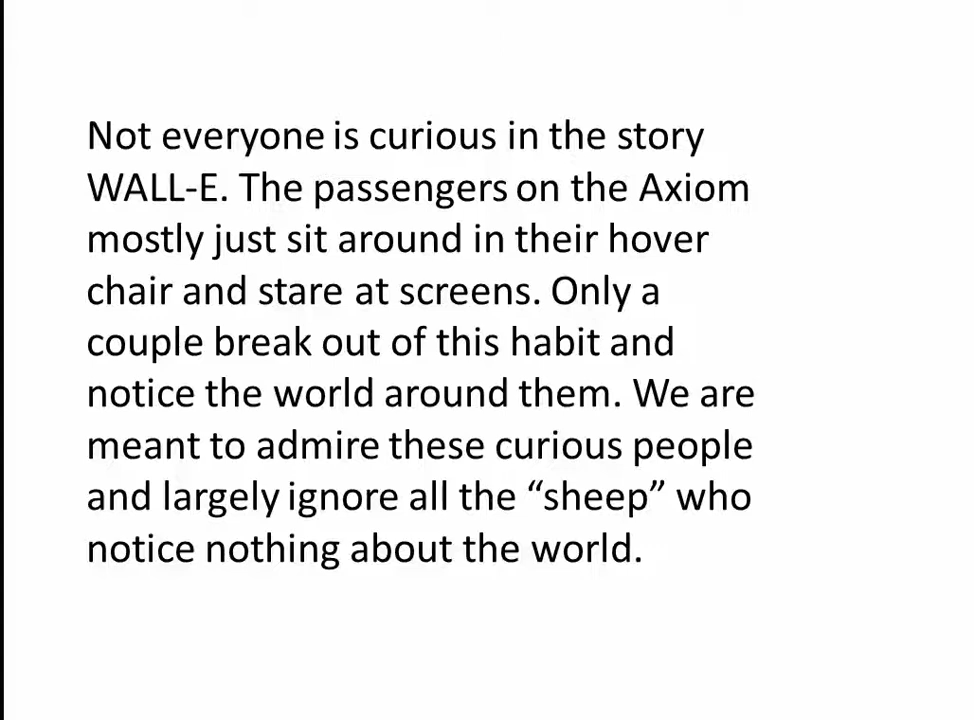 Not everyone is curious in the story
WALL-E. The passengers on the Axiom
mostly just sit around in their hover
chair and stare at screens. Only a
couple break out of this habit and
notice the world around them. We are
meant to admire these curious people
and largely ignore all the “sheep” who
notice nothing about the world.